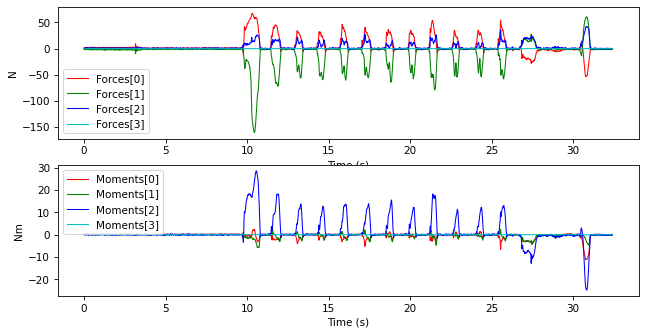 50
0
−50
−100
−150
N
Forces[0]
Forces[1]
Forces[2]
Forces[3]
0 5 10 15 20 25 30
Time (s)
30
20
10
0
−10
−20
Nm
Moments[0]
Moments[1]
Moments[2]
Moments[3]
0 5 10 15 20 25 30
Time (s)